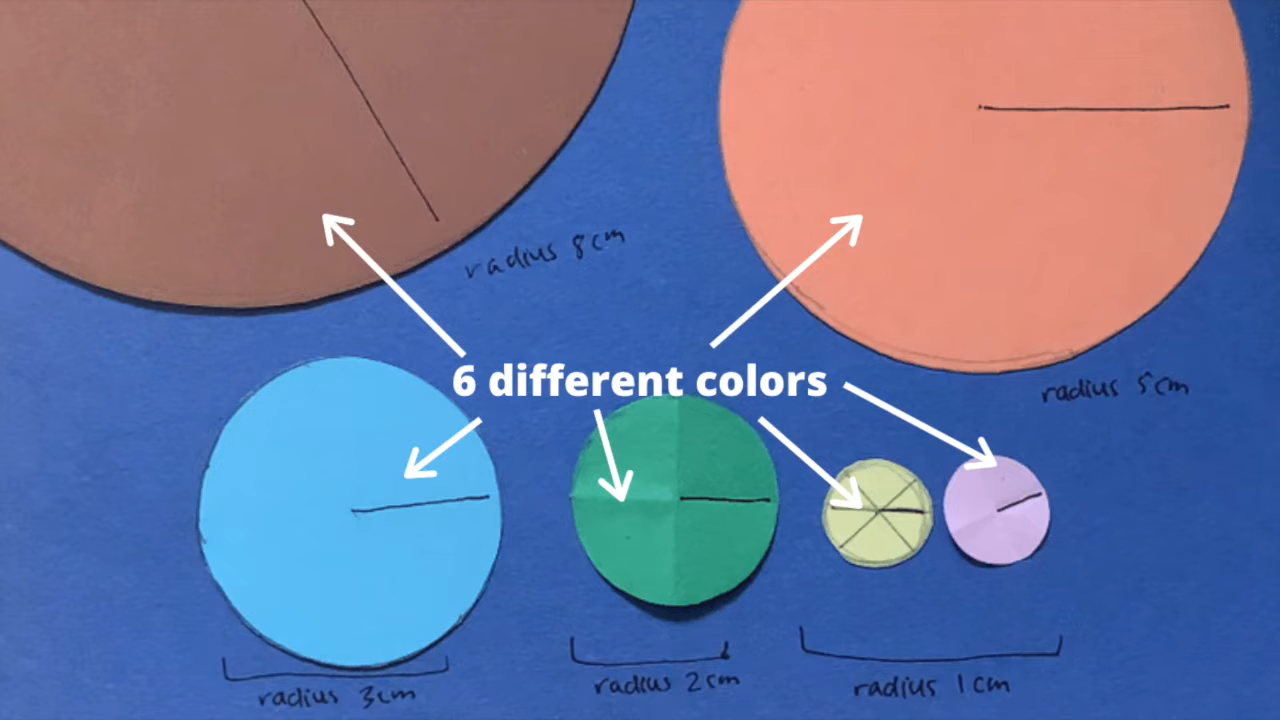 radius 8cm
6 different colors
radius 5cm
radius 3cm
radius 2cm
radius 1cm